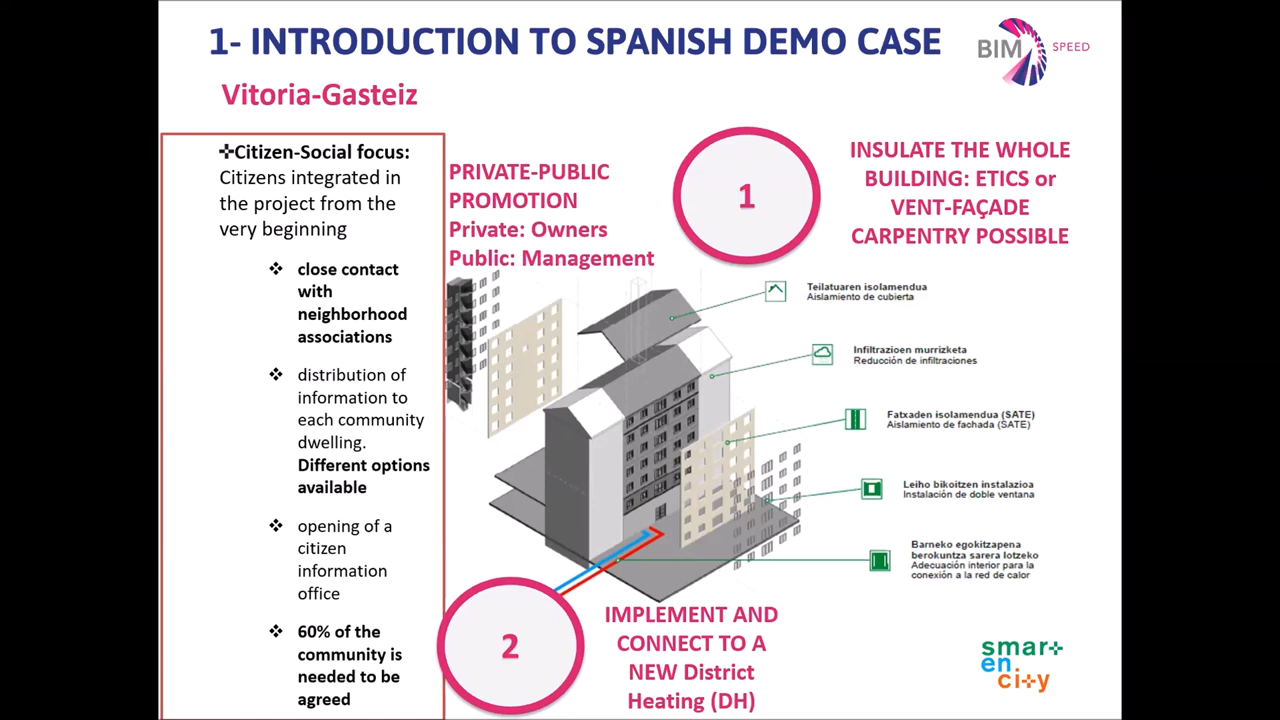 1- INTRODUCTION TO SPANISH DEMO CASE
BIM SPEED
Vitoria-Gasteiz
Citizen-Social focus:
Citizens integrated in
the project from the
very beginning
❖ close contact
with
neighborhood
associations
❖ distribution of
information to
each community
dwelling.
Different options
available
❖ opening of a
citizen
information
office
❖ 60% of the
community is
needed to be
agreed
PRIVATE-PUBLIC
PROMOTION
Private: Owners
Public: Management
1
INSULATE THE WHOLE
BUILDING: ETICS or
VENT-FAÇADE
CARPENTRY POSSIBLE
Teilatuaren isolamendua
Aislamiento de cubierta
Infiltrazioen murrizketa
Reducción de infiltraciones
Fatxaden isolamendua (SATE)
Aislamiento de fachada (SATE)
Leiho bikoitzen instalazioa
Instalación de doble ventana
Barneko egokitzapena
berokuntza sarera lotzeko
Adecuación interior para la
conexión a la red de calor
2
IMPLEMENT AND
CONNECT TO A
NEW District
Heating (DH)
smar+
en
ci+y